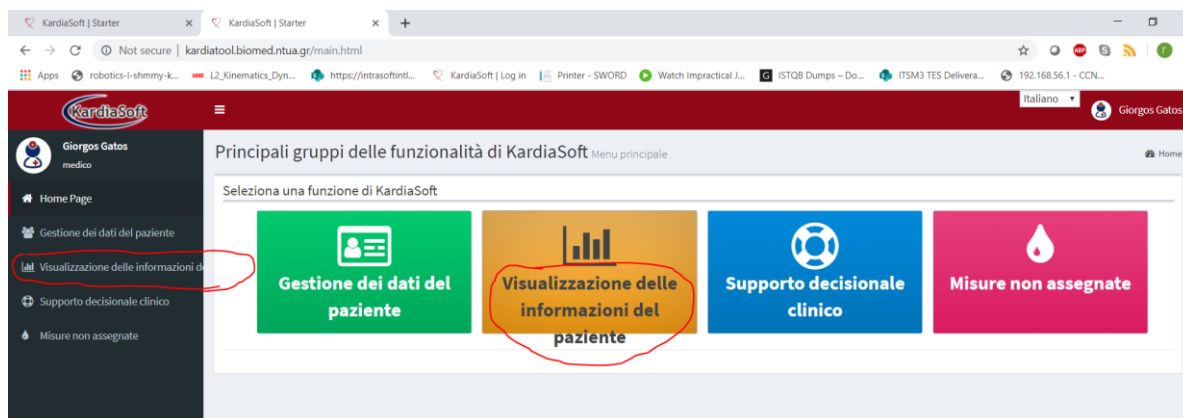 KardiaSoft | Starter
KardiaSoft | Starter
Not secure | kardiatool.biomed.ntua.gr/main.html
Apps robotics-l-shmmy-k... L2_Kinematics_Dyn... https://intrasoftintl... KardiaSoft | Log in Printer - SWORD Watch Impractical J... ISTQB Dumps – Do... ITSM3 TES Delivera... 192.168.56.1 - CCN...
KardiaSoft
Italiano
Giorgos Gatos
Giorgos Gatos
medico
Home Page
Gestione dei dati del paziente
Visualizzazione delle informazioni d
Supporto decisionale clinico
Misure non assegnate
Principali gruppi delle funzionalità di KardiaSoft Menu principale
Home
Seleziona una funzione di KardiaSoft
Gestione dei dati del
paziente
Visualizzazione delle
informazioni del
paziente
Supporto decisionale
clinico
Misure non assegnate